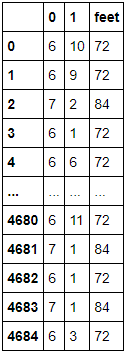 0 1 feet
0 6 10 72
1 6 9 72
2 7 2 84
3 6 1 72
4 6 6 72
... ... ... ...
4680 6 11 72
4681 7 1 84
4682 6 1 72
4683 7 1 84
4684 6 3 72